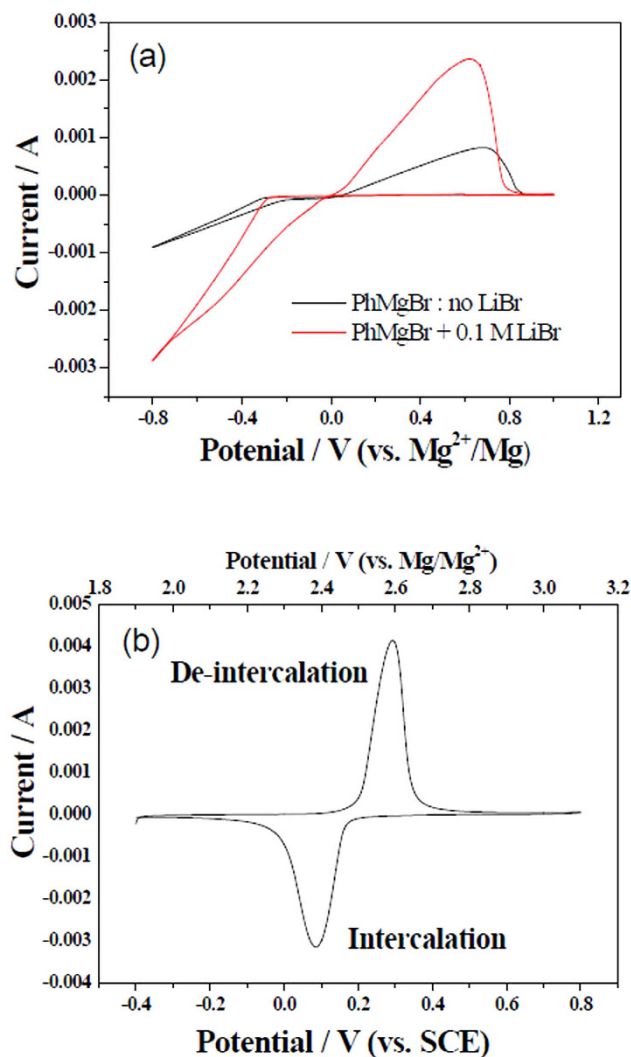 (a)
0.003
0.002
0.001
0.000
-0.001
-0.002
-0.003
Current / A
PhMgBr : no LiBr
PhMgBr + 0.1 M LiBr
-0.8 -0.4 0.0 0.4 0.8 1.2
Potenial / V (vs. Mg2+/Mg)
Potential / V (vs. Mg/Mg2+)
1.8 2.0 2.2 2.4 2.6 2.8 3.0 3.2
(b)
0.005
0.004
0.003
0.002
0.001
0.000
-0.001
-0.002
-0.003
-0.004
Current / A
De-intercalation
Intercalation
-0.4 -0.2 0.0 0.2 0.4 0.6 0.8
Potential / V (vs. SCE)